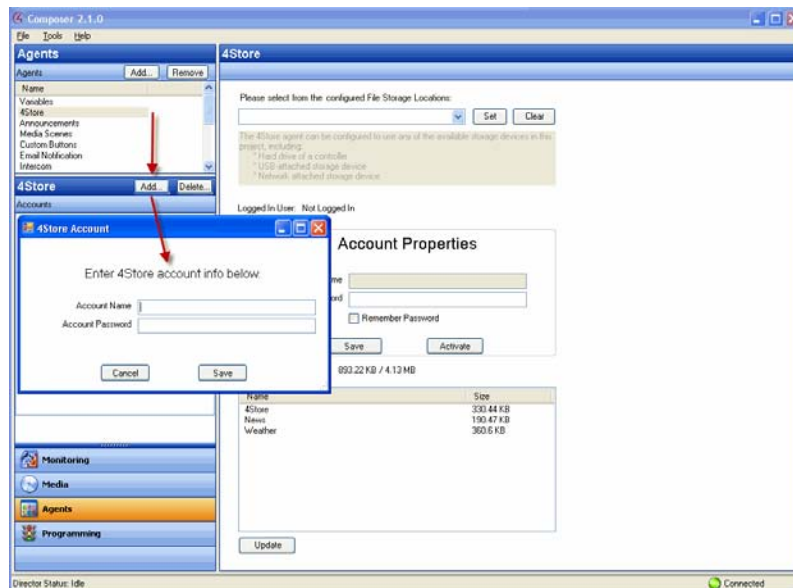 Composer 2.1.0
File Tools Help
Agents
Agents Add... Remove
Name
Variables
4Store
Announcements
Media Scenes
Custom Buttons
Email Notification
Intercom
4Store Add... Delete...
Accounts
4Store Account
Enter 4Store account info below.
Account Name
Account Password
Cancel Save
Monitoring
Media
Agents
Programming
4Store
Please select from the configured File Storage Locations:
Set Clear
The 4Store agent can be configured to use any of the available storage devices in this
project, including:
* Hard drive of a controller
* USB attached storage device
* Network attached storage device
Logged In User: Not Logged In
Account Properties
Remember Password
Save Activate
893.22 KB / 4.13 MB
Name Size
4Store 330.44 KB
News 190.47 KB
Weather 360.6 KB
Update
Director Status: Idle
Connected